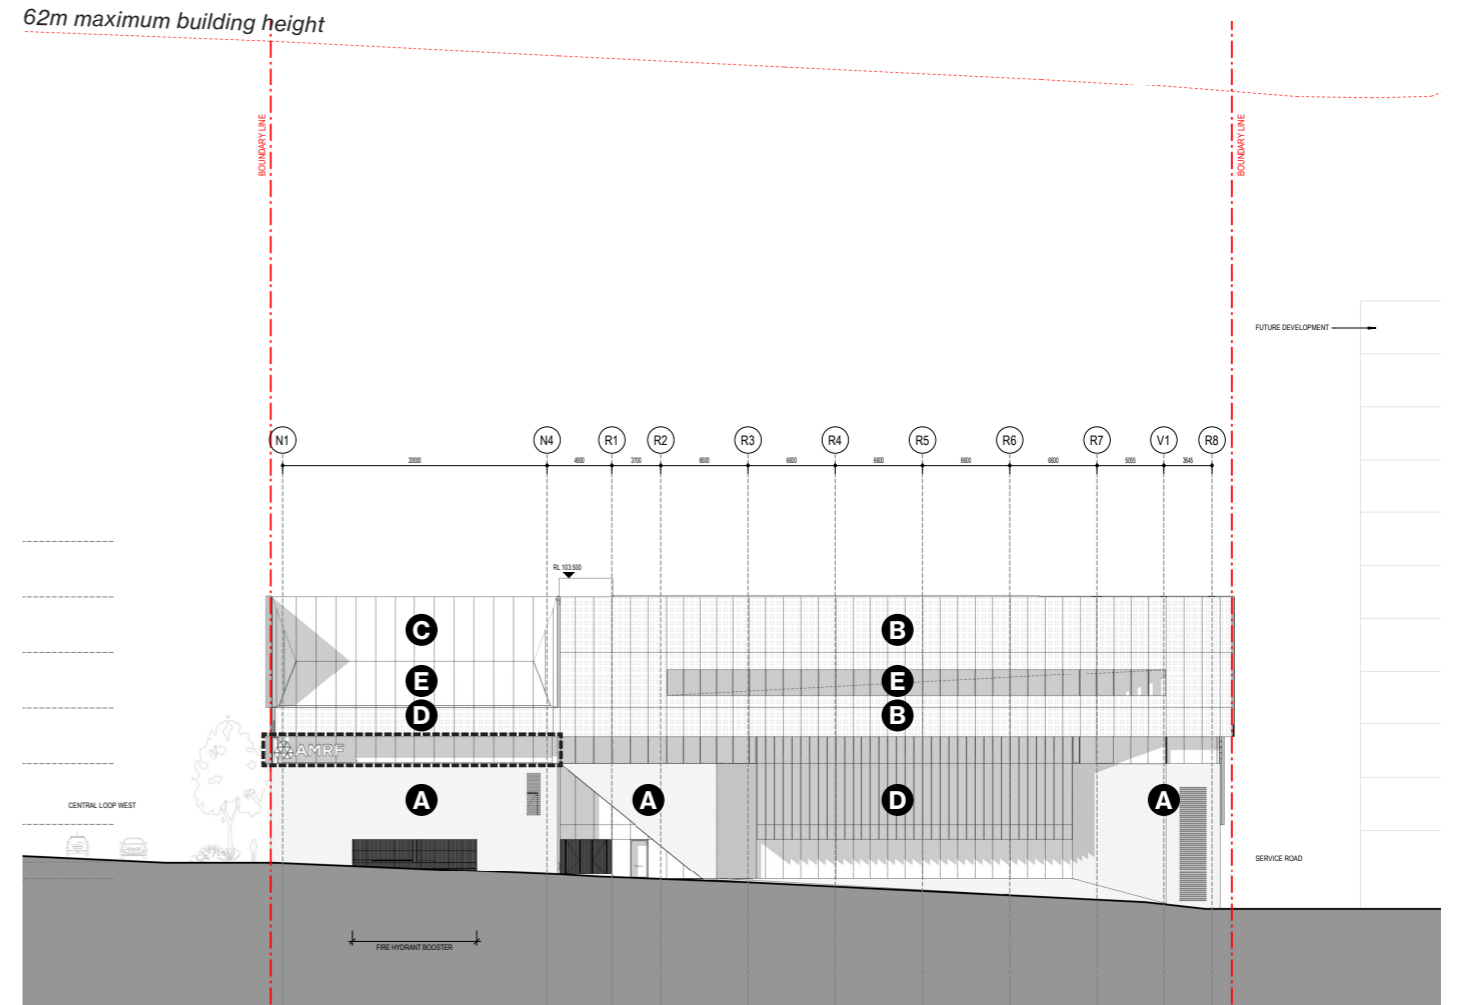 62m maximum building height
BOUNDARY LINE
BOUNDARY LINE
FUTURE DEVELOPMENT
N1 N4 R1 R2 R3 R4 R5 R6 R7 V1 R8
20000 4900 3700 6600 6600 6600 6600 6600 5055 3645
RL 103.500
C B
E E
D B
AMRF
A A D A
CENTRAL LOOP WEST
SERVICE ROAD
FIRE HYDRANT BOOSTER